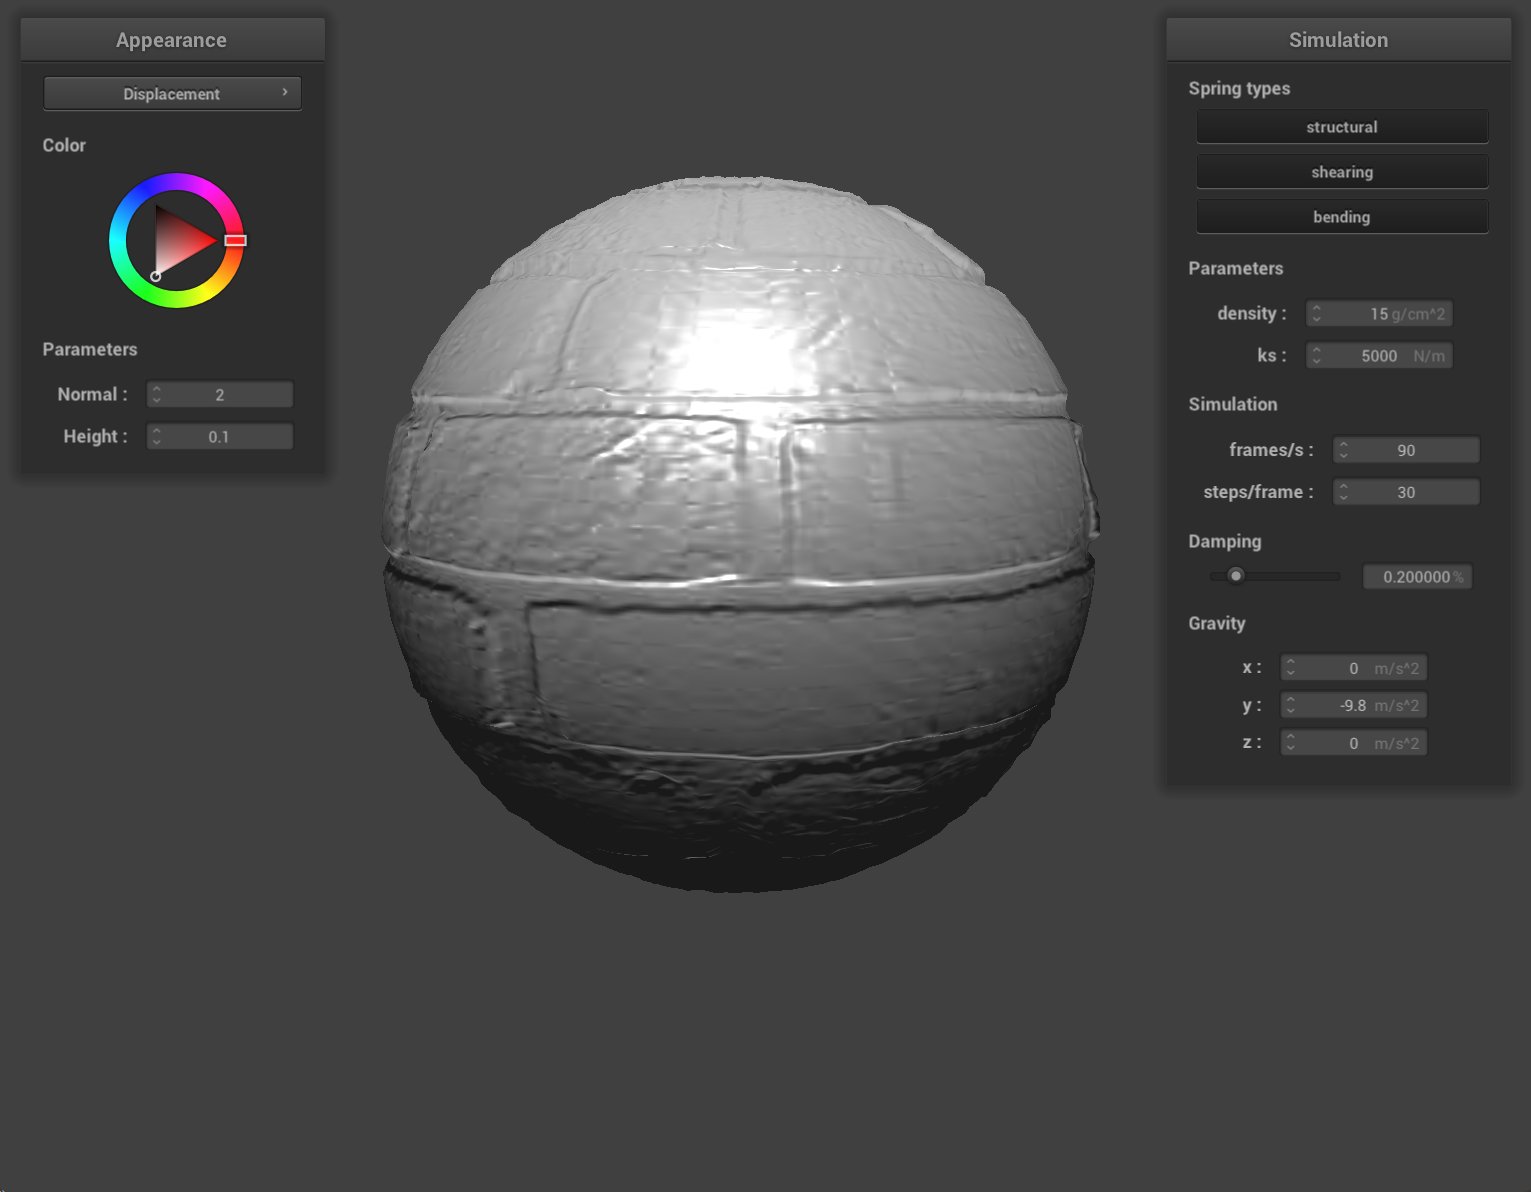 Appearance
Displacement
Color
Parameters
Normal : 2
Height : 0.1
Simulation
Spring types
structural
shearing
bending
Parameters
density : 15 g/cm^2
ks : 5000 N/m
Simulation
frames/s : 90
steps/frame : 30
Damping
0.200000 %
Gravity
x : 0 m/s^2
y : -9.8 m/s^2
z : 0 m/s^2